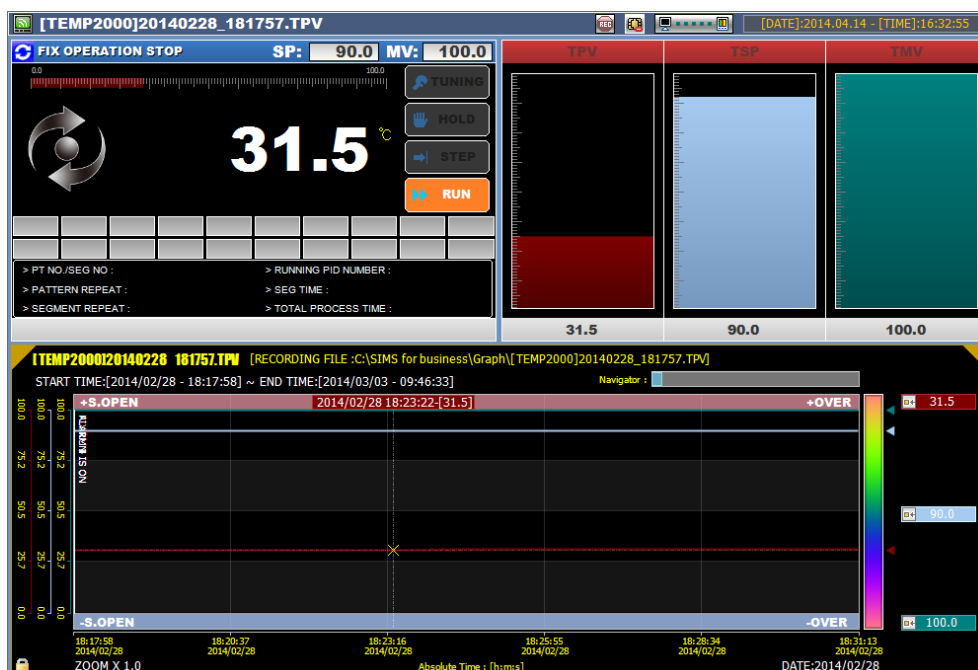 [TEMP2000]20140228_181757.TPV
REC
[DATE]:2014.04.14 - [TIME]:16:32:55
FIX OPERATION STOP SP: 90.0 MV: 100.0
0.0 100.0
31.5 ℃
TUNING
HOLD
STEP
RUN
> PT NO./SEG NO : > RUNNING PID NUMBER :
> PATTERN REPEAT : > SEG TIME :
> SEGMENT REPEAT : > TOTAL PROCESS TIME :
TPV TSP TMV
31.5 90.0 100.0
[TEMP2000]20140228_181757.TPV [RECORDING FILE :C\SIMS for business\Graph\[TEMP2000]20140228_181757.TPV]
START TIME:[2014/02/28 - 18:17:58] ~ END TIME:[2014/03/03 - 09:46:33] Navigator :
+S.OPEN 2014/02/28 18:23:22-[31.5] +OVER
100.0 100.0 100.0
75.2 75.2 75.2
50.5 50.5 50.5
25.7 25.7 25.7
0.0 0.0 0.0
IS ON
31.5
90.0
100.0
-S.OPEN -OVER
18:17:58 18:20:37 18:23:16 18:25:55 18:28:34 18:31:13
2014/02/28 2014/02/28 2014/02/28 2014/02/28 2014/02/28 2014/02/28
ZOOM X 1.0 Absolute Time : [h:m:s] DATE:2014/02/28